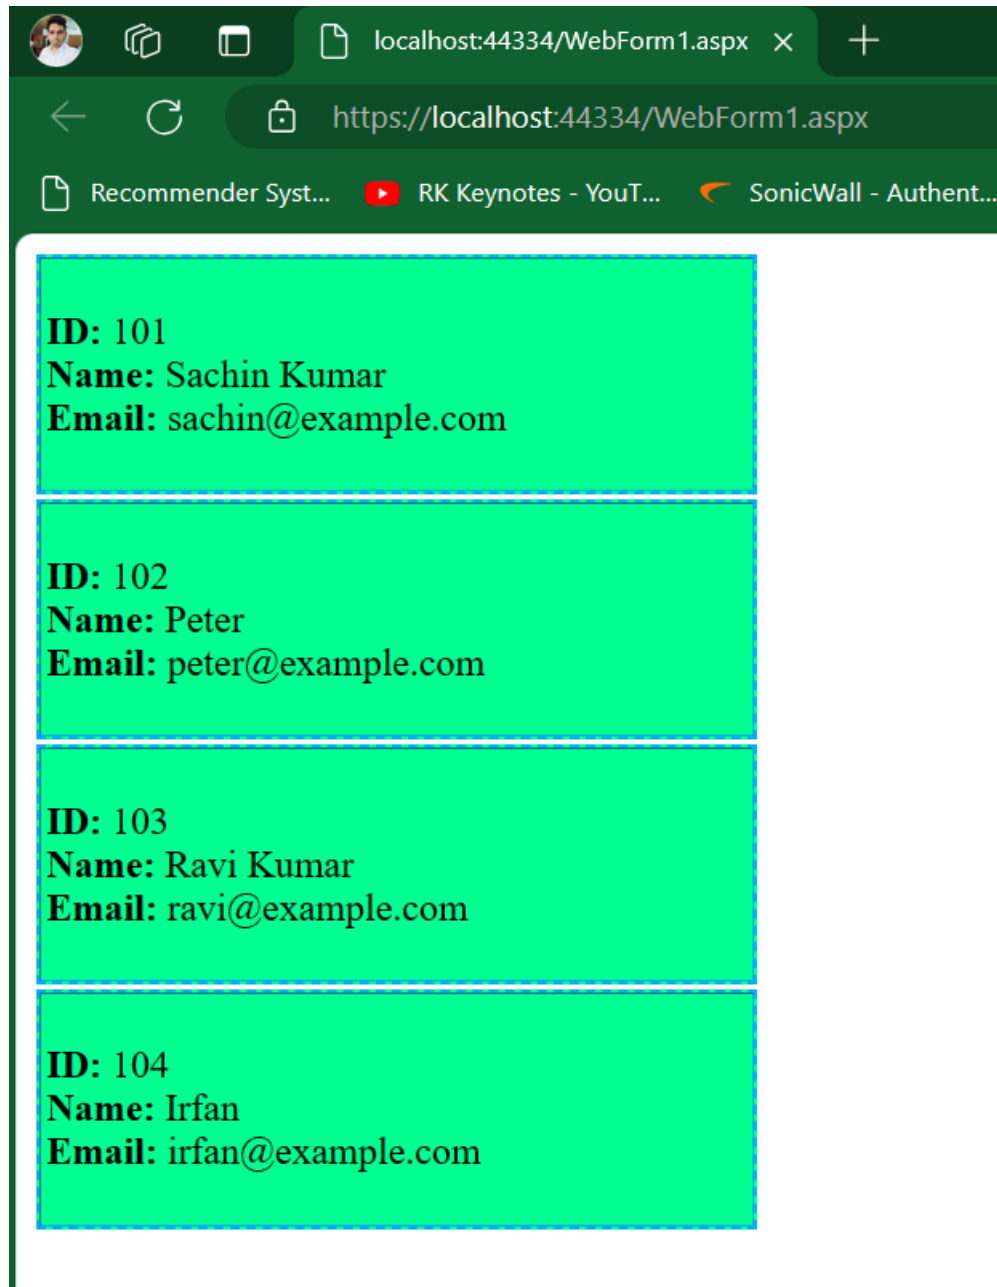 localhost:44334/WebForm1.aspx
https://localhost:44334/WebForm1.aspx
Recommender Syst... RK Keynotes - YouT... SonicWall - Authent...
ID: 101
Name: Sachin Kumar
Email: sachin@example.com
ID: 102
Name: Peter
Email: peter@example.com
ID: 103
Name: Ravi Kumar
Email: ravi@example.com
ID: 104
Name: Irfan
Email: irfan@example.com